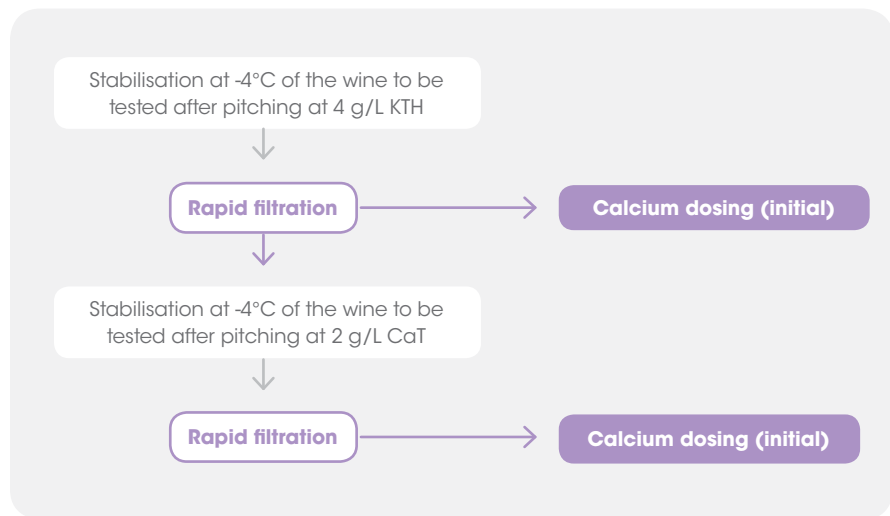 Stabilisation at -4°C of the wine to be
tested after pitching at 4 g/L KTH
Rapid filtration
Calcium dosing (initial)
Stabilisation at -4°C of the wine to be
tested after pitching at 2 g/L CaT
Rapid filtration
Calcium dosing (initial)